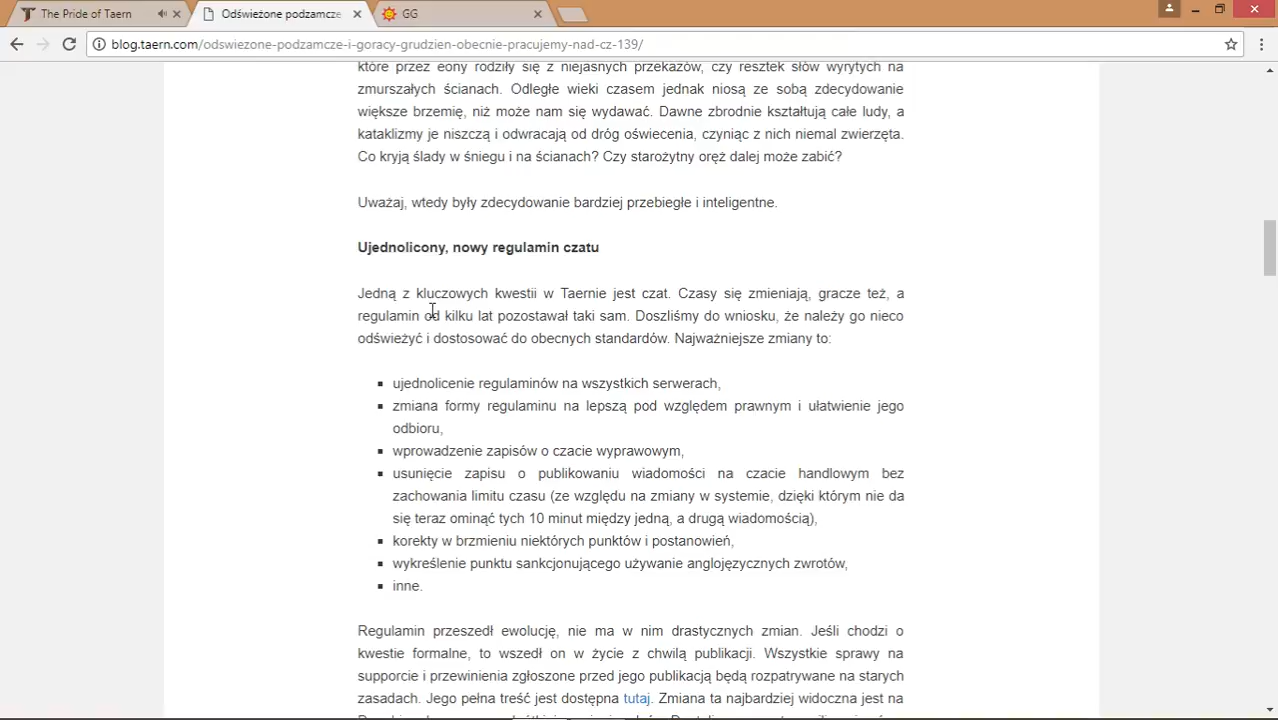 The Pride of Taern
Odświeżone podzamcze
GG
blog.taern.com/odswiezone-podzamcze-i-goracy-grudzien-obecnie-pracujemy-nad-cz-139/
które przez eony rodziły się z niejasnych przekazów, czy resztek słów wyrytych na
zmurszałych ścianach. Odległe wieki czasem jednak niosą ze sobą zdecydowanie
większe brzemię, niż może nam się wydawać. Dawne zbrodnie kształtują całe ludy, a
kataklizmy je niszczą i odwracają od dróg oświecenia, czyniąc z nich niemal zwierzęta.
Co kryją ślady w śniegu i na ścianach? Czy starożytny oręż dalej może zabić?
Uważaj, wtedy były zdecydowanie bardziej przebiegłe i inteligentne.
Ujednolicony, nowy regulamin czatu
Jedną z kluczowych kwestii w Taernie jest czat. Czasy się zmieniają, gracze też, a
regulamin od kilku lat pozostawał taki sam. Doszliśmy do wniosku, że należy go nieco
odświeżyć i dostosować do obecnych standardów. Najważniejsze zmiany to:
ujednolicenie regulaminów na wszystkich serwerach,
zmiana formy regulaminu na lepszą pod względem prawnym i ułatwienie jego
odbioru,
wprowadzenie zapisów o czacie wyprawowym,
usunięcie zapisu o publikowaniu wiadomości na czacie handlowym bez
zachowania limitu czasu (ze względu na zmiany w systemie, dzięki którym nie da
się teraz ominąć tych 10 minut między jedną, a drugą wiadomością),
korekty w brzmieniu niektórych punktów i postanowień,
wykreślenie punktu sankcjonującego używanie anglojęzycznych zwrotów,
inne.
Regulamin przeszedł ewolucję, nie ma w nim drastycznych zmian. Jeśli chodzi o
kwestie formalne, to wszedł on w życie z chwilą publikacji. Wszystkie sprawy na
supporcie i przewinienia zgłoszone przed jego publikacją będą rozpatrywane na starych
zasadach. Jego pełna treść jest dostępna tutaj. Zmiana ta najbardziej widoczna jest na